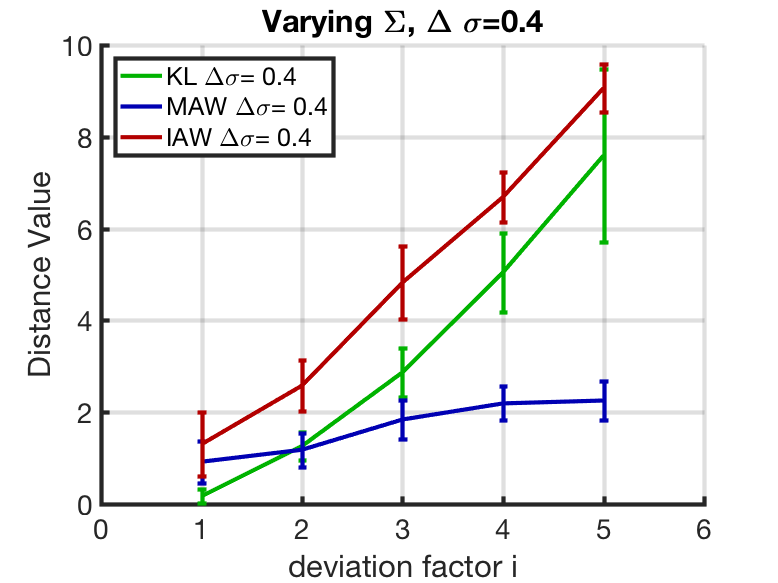 Varying Σ, Δ σ=0.4
KL Δσ= 0.4
MAW Δσ= 0.4
IAW Δσ= 0.4
Distance Value
10
8
6
4
2
0
0 1 2 3 4 5 6
deviation factor i